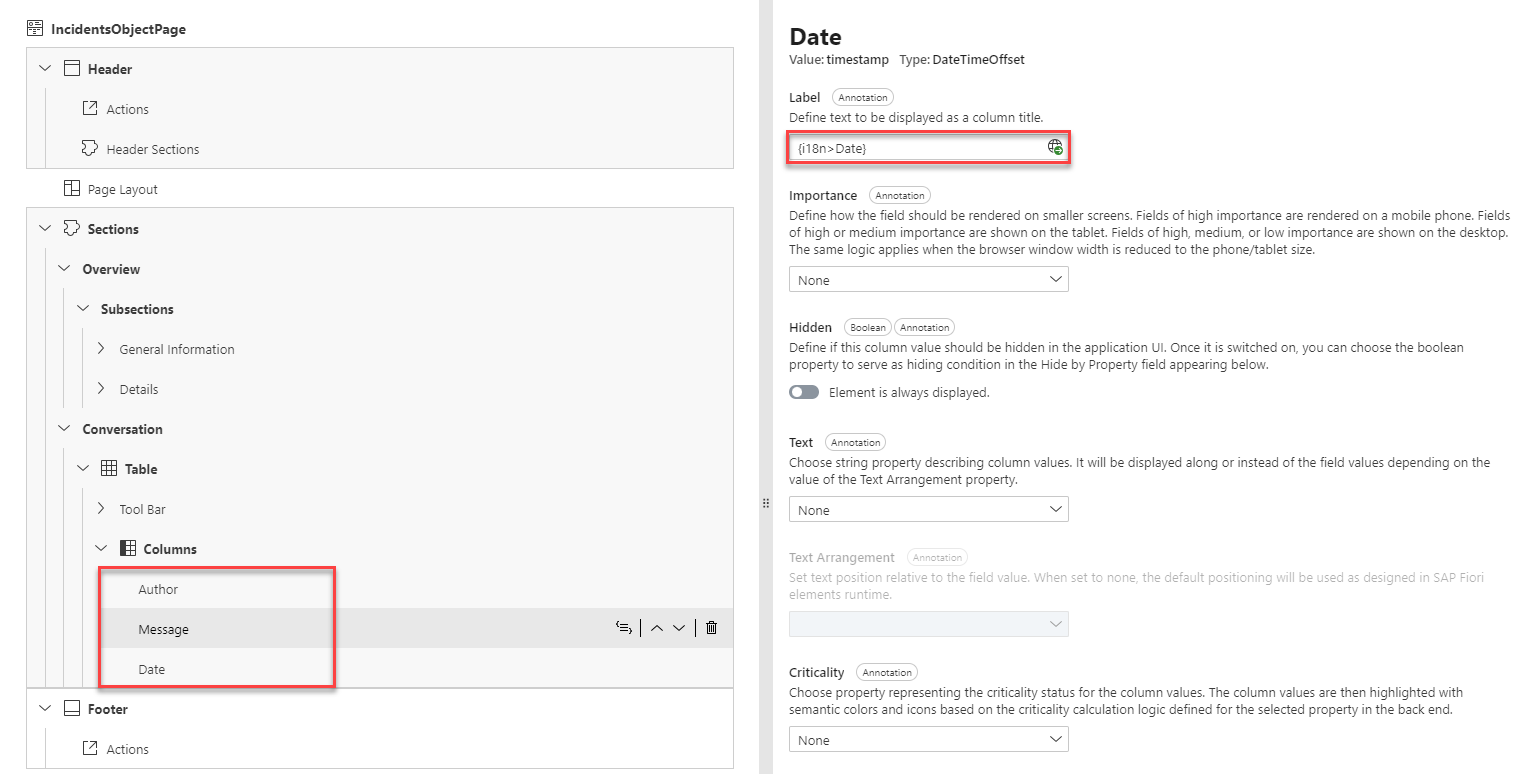 IncidentsObjectPage
Header
Actions
Header Sections
Page Layout
Sections
Overview
Subsections
General Information
Details
Conversation
Table
Tool Bar
Columns
Author
Message
Date
Footer
Actions
Date
Value: timestamp Type: DateTimeOffset
Label Annotation
Define text to be displayed as a column title.
{i18n>Date}
Importance Annotation
Define how the field should be rendered on smaller screens. Fields of high importance are rendered on a mobile phone. Fields
of high or medium importance are shown on the tablet. Fields of high, medium, or low importance are shown on the desktop.
The same logic applies when the browser window width is reduced to the phone/tablet size.
None
Hidden Boolean Annotation
Define if this column value should be hidden in the application UI. Once it is switched on, you can choose the boolean
property to serve as hiding condition in the Hide by Property field appearing below.
Element is always displayed.
Text Annotation
Choose string property describing column values. It will be displayed along or instead of the field values depending on the
value of the Text Arrangement property.
None
Text Arrangement Annotation
Set text position relative to the field value. When set to none, the default positioning will be used as designed in SAP Fiori
elements runtime.
Criticality Annotation
Choose property representing the criticality status for the column values. The column values are then highlighted with
semantic colors and icons based on the criticality calculation logic defined for the selected property in the back end.
None